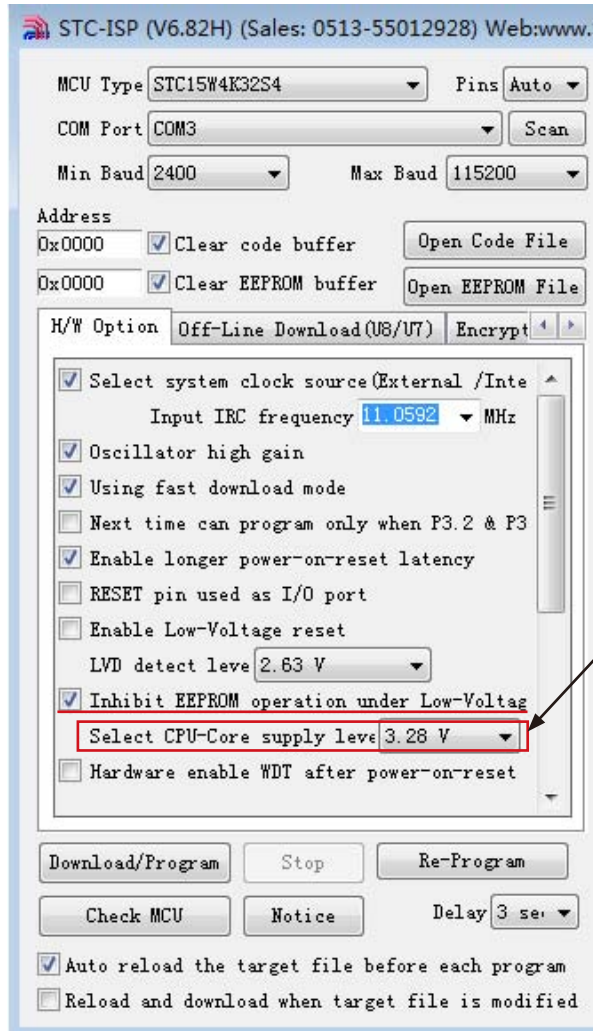 STC-ISP (V6.82H) (Sales: 0513-55012928) Web:www.
MCU Type STC15W4K32S4 Pins Auto
COM Port COM3 Scan
Min Baud 2400 Max Baud 115200
Address
0x0000 Clear code buffer Open Code File
0x0000 Clear EEPROM buffer Open EEPROM File
H/W Option Off-Line Download(U8/U7) Encrypt
Select system clock source(External /Inte
Input IRC frequency 11.0592 MHz
Oscillator high gain
Using fast download mode
Next time can program only when P3.2 & P3
Enable longer power-on-reset latency
RESET pin used as I/O port
Enable Low-Voltage reset
LVD detect leve 2.63 V
Inhibit EEPROM operation under Low-Voltag
Select CPU-Core supply leve 3.28 V
Hardware enable WDT after power-on-reset
Download/Program Stop Re-Program
Check MCU Notice Delay 3 se
Auto reload the target file before each program
Reload and download when target file is modified